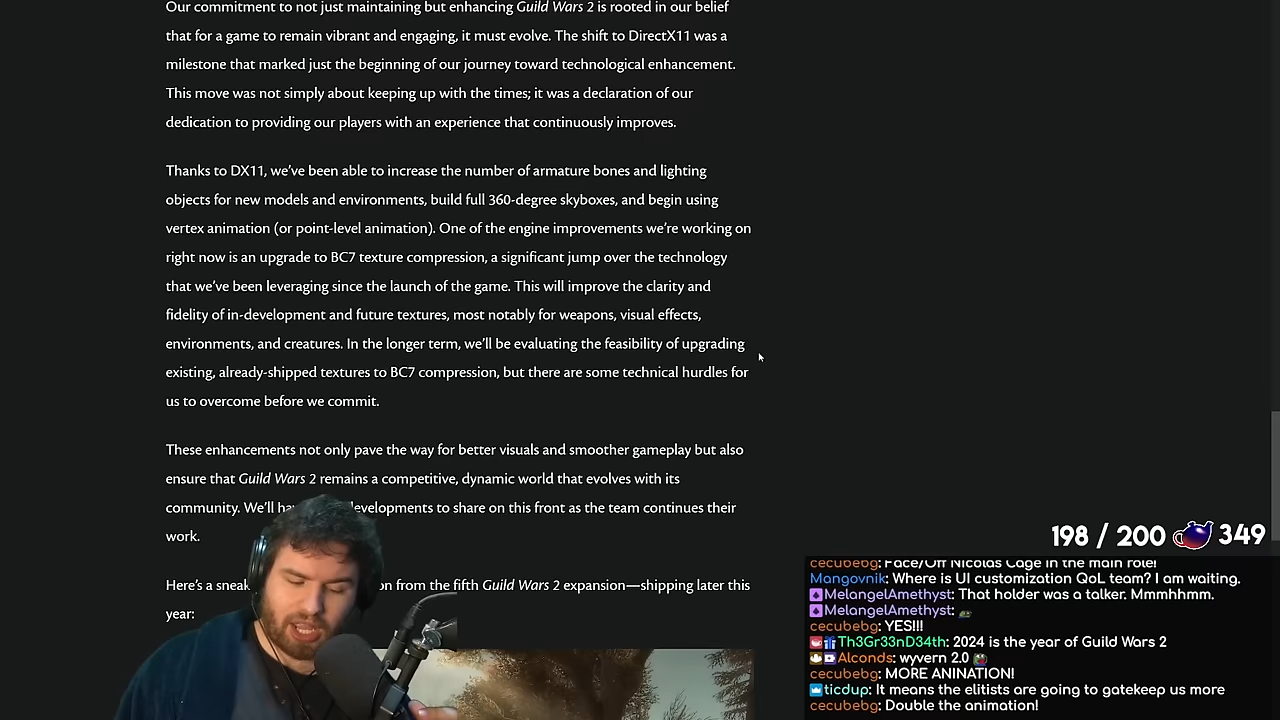 Our commitment to not just maintaining but enhancing Guild Wars 2 is rooted in our belief
that for a game to remain vibrant and engaging, it must evolve. The shift to DirectX11 was a
milestone that marked just the beginning of our journey toward technological enhancement.
This move was not simply about keeping up with the times; it was a declaration of our
dedication to providing our players with an experience that continuously improves.
Thanks to DX11, we've been able to increase the number of armature bones and lighting
objects for new models and environments, build full 360-degree skyboxes, and begin using
vertex animation (or point-level animation). One of the engine improvements we're working on
right now is an upgrade to BC7 texture compression, a significant jump over the technology
that we've been leveraging since the launch of the game. This will improve the clarity and
fidelity of in-development and future textures, most notably for weapons, visual effects,
environments, and creatures. In the longer term, we'll be evaluating the feasibility of upgrading
existing, already-shipped textures to BC7 compression, but there are some technical hurdles for
us to overcome before we commit.
These enhancements not only pave the way for better visuals and smoother gameplay but also
ensure that Guild Wars 2 remains a competitive, dynamic world that evolves with its
community. We'll developments to share on this front as the team continues their
work.
Here's a sneak from the fifth Guild Wars 2 expansion—shipping later this
year:
198 / 200 349
cecubebg: Face/Off Nicolas Cage in the main role!
Mangovnik: Where is UI customization QoL team? I am waiting.
MelangelAmethyst: That holder was a talker. Mmmhhmm.
MelangelAmethyst:
cecubebg: YES!!!
Th3Gr33nD34th: 2024 is the year of Guild Wars 2
Alconds: wyvern 2.0
cecubebg: MORE ANINATION!
ticdup: It means the elitists are going to gatekeep us more
cecubebg: Double the animation!